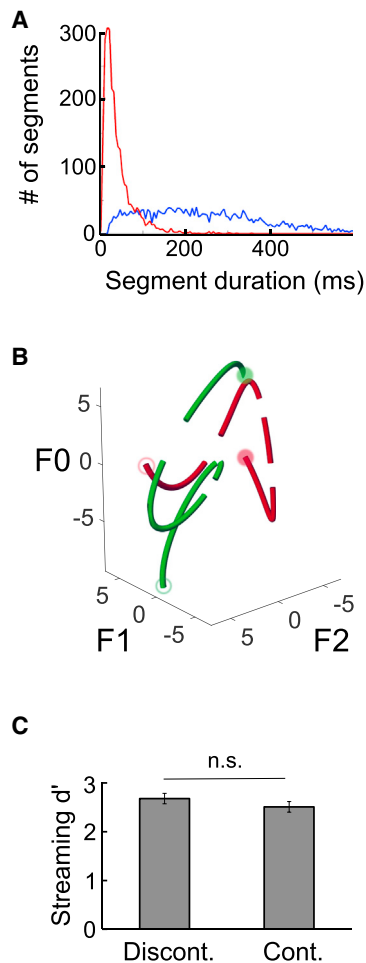 A
300
200
100
0
# of segments
0 200 400
Segment duration (ms)
B
5
F0 0
-5
5
0
-5
F1
5
0
-5
F2
C
n.s.
3
2
1
0
Streaming d'
Discont. Cont.